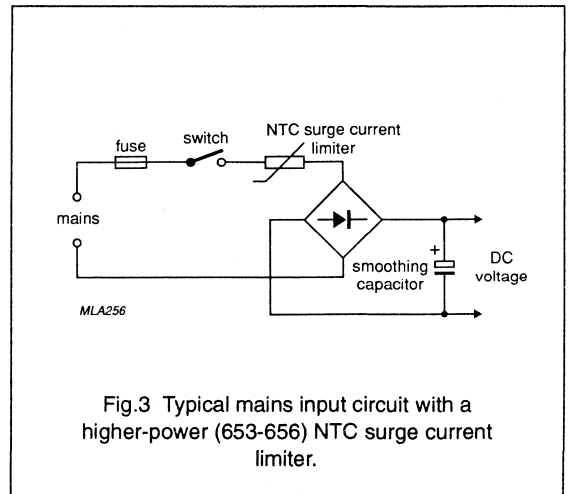 NTC surge current
limiter
fuse
switch
mains
+
smoothing
capacitor
DC
voltage
MLA256
Fig.3 Typical mains input circuit with a
higher-power (653-656) NTC surge current
limiter.